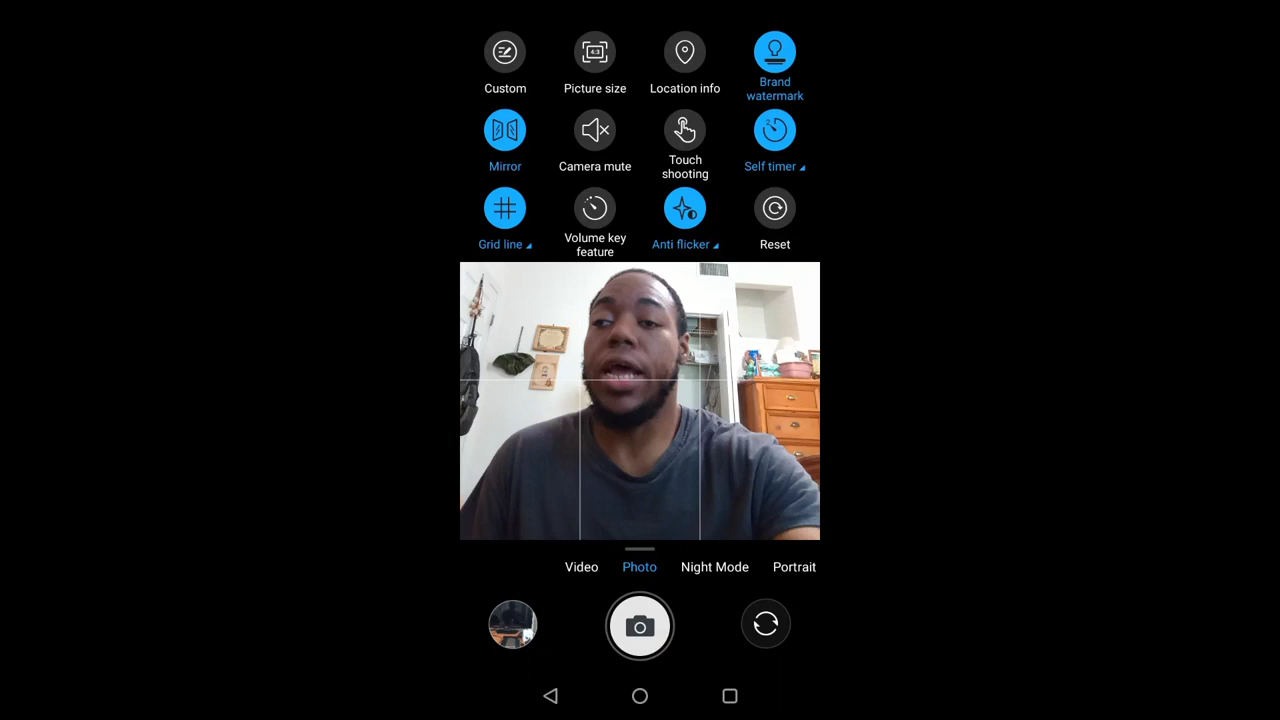 Custom
Picture size
Location info
Brand
watermark
Mirror
Camera mute
Touch
shooting
Self timer
Grid line
Volume key
feature
Anti flicker
Reset
Video
Photo
Night Mode
Portrait